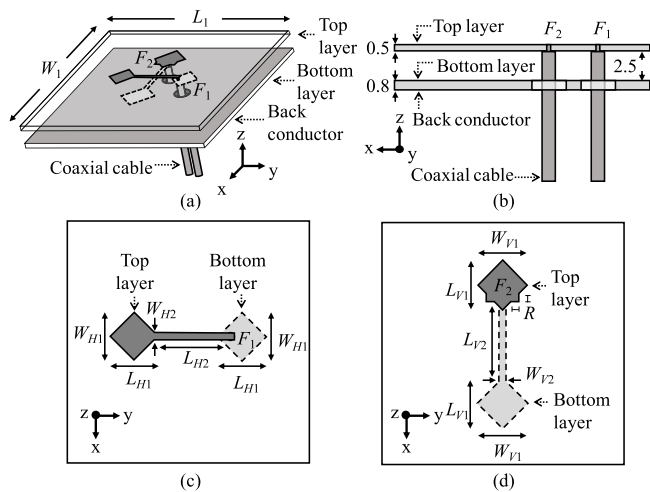 L1
W1
F2
F1
Top
layer
Bottom
layer
Back
conductor
Coaxial cable
z
y
x
(a)
Top layer
F2
F1
0.5
Bottom layer
2.5
0.8
Back conductor
z
x
y
Coaxial cable
(b)
Top
layer
Bottom
layer
WH2
WH1
F1
WH1
LH2
LH1
LH1
z
y
x
(c)
WV1
LV1
F2
Top
layer
R
LV2
WV2
LV1
Bottom
layer
WV1
z
y
x
(d)